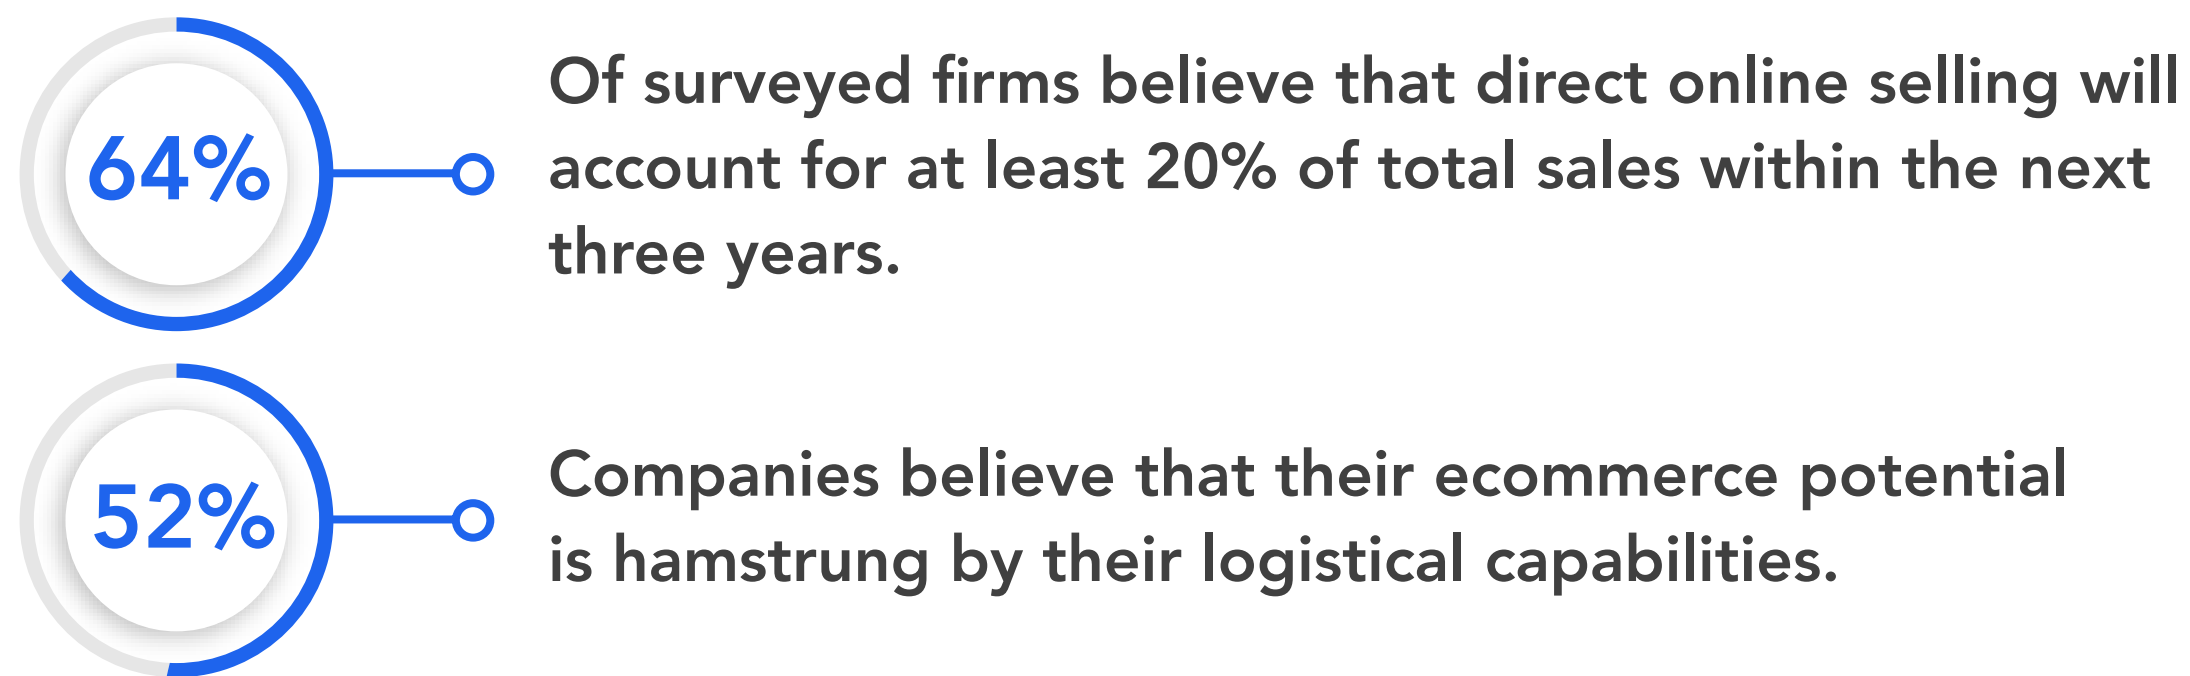 64%
Of surveyed firms believe that direct online selling will
account for at least 20% of total sales within the next
three years.
52%
Companies believe that their ecommerce potential
is hamstrung by their logistical capabilities.